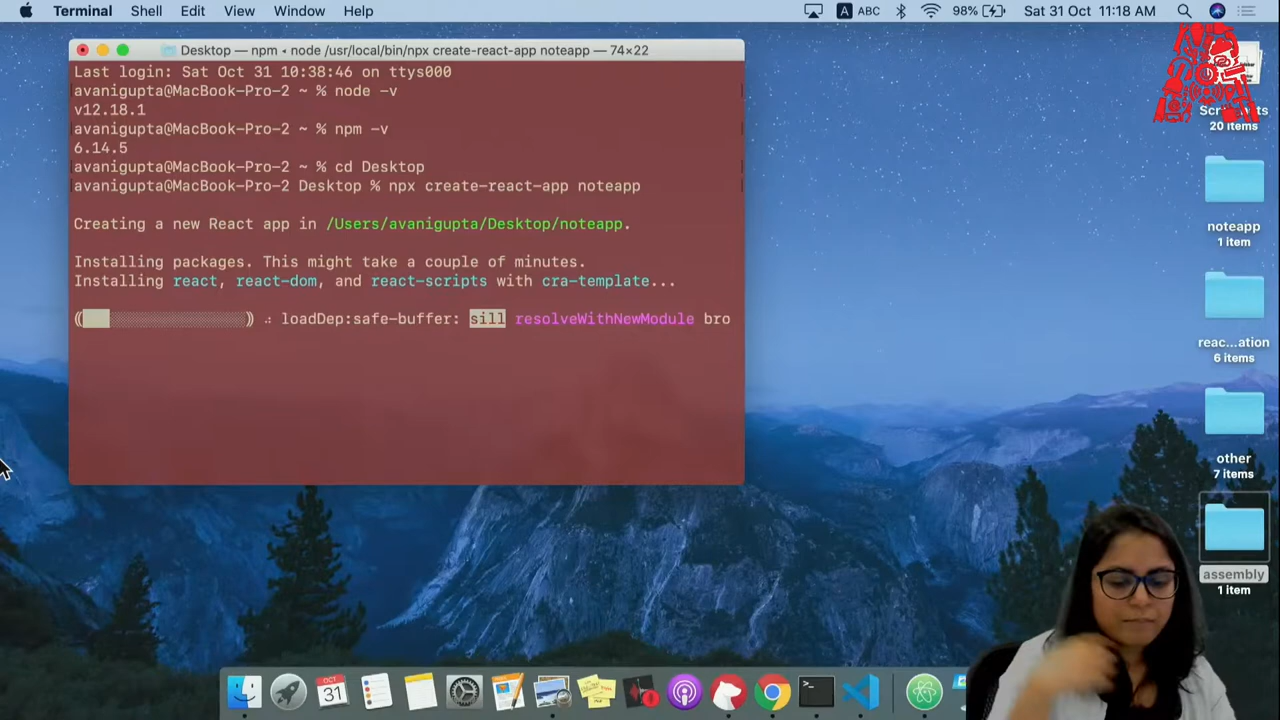 Terminal Shell Edit View Window Help A ABC 98% Sat 31 Oct 11:18 AM
Desktop — npm ◂ node /usr/local/bin/npx create-react-app noteapp — 74×22
Last login: Sat Oct 31 10:38:46 on ttys000
avanigupta@MacBook-Pro-2 ~ % node -v
v12.18.1
avanigupta@MacBook-Pro-2 ~ % npm -v
6.14.5
avanigupta@MacBook-Pro-2 ~ % cd Desktop
avanigupta@MacBook-Pro-2 Desktop % npx create-react-app noteapp
Creating a new React app in /Users/avanigupta/Desktop/noteapp.
Installing packages. This might take a couple of minutes.
Installing react, react-dom, and react-scripts with cra-template...
loadDep:safe-buffer: sill resolveWithNewModule bro
20 items
noteapp
1 item
reac...ation
6 items
other
7 items
assembly
1 item
OCT
31
>_